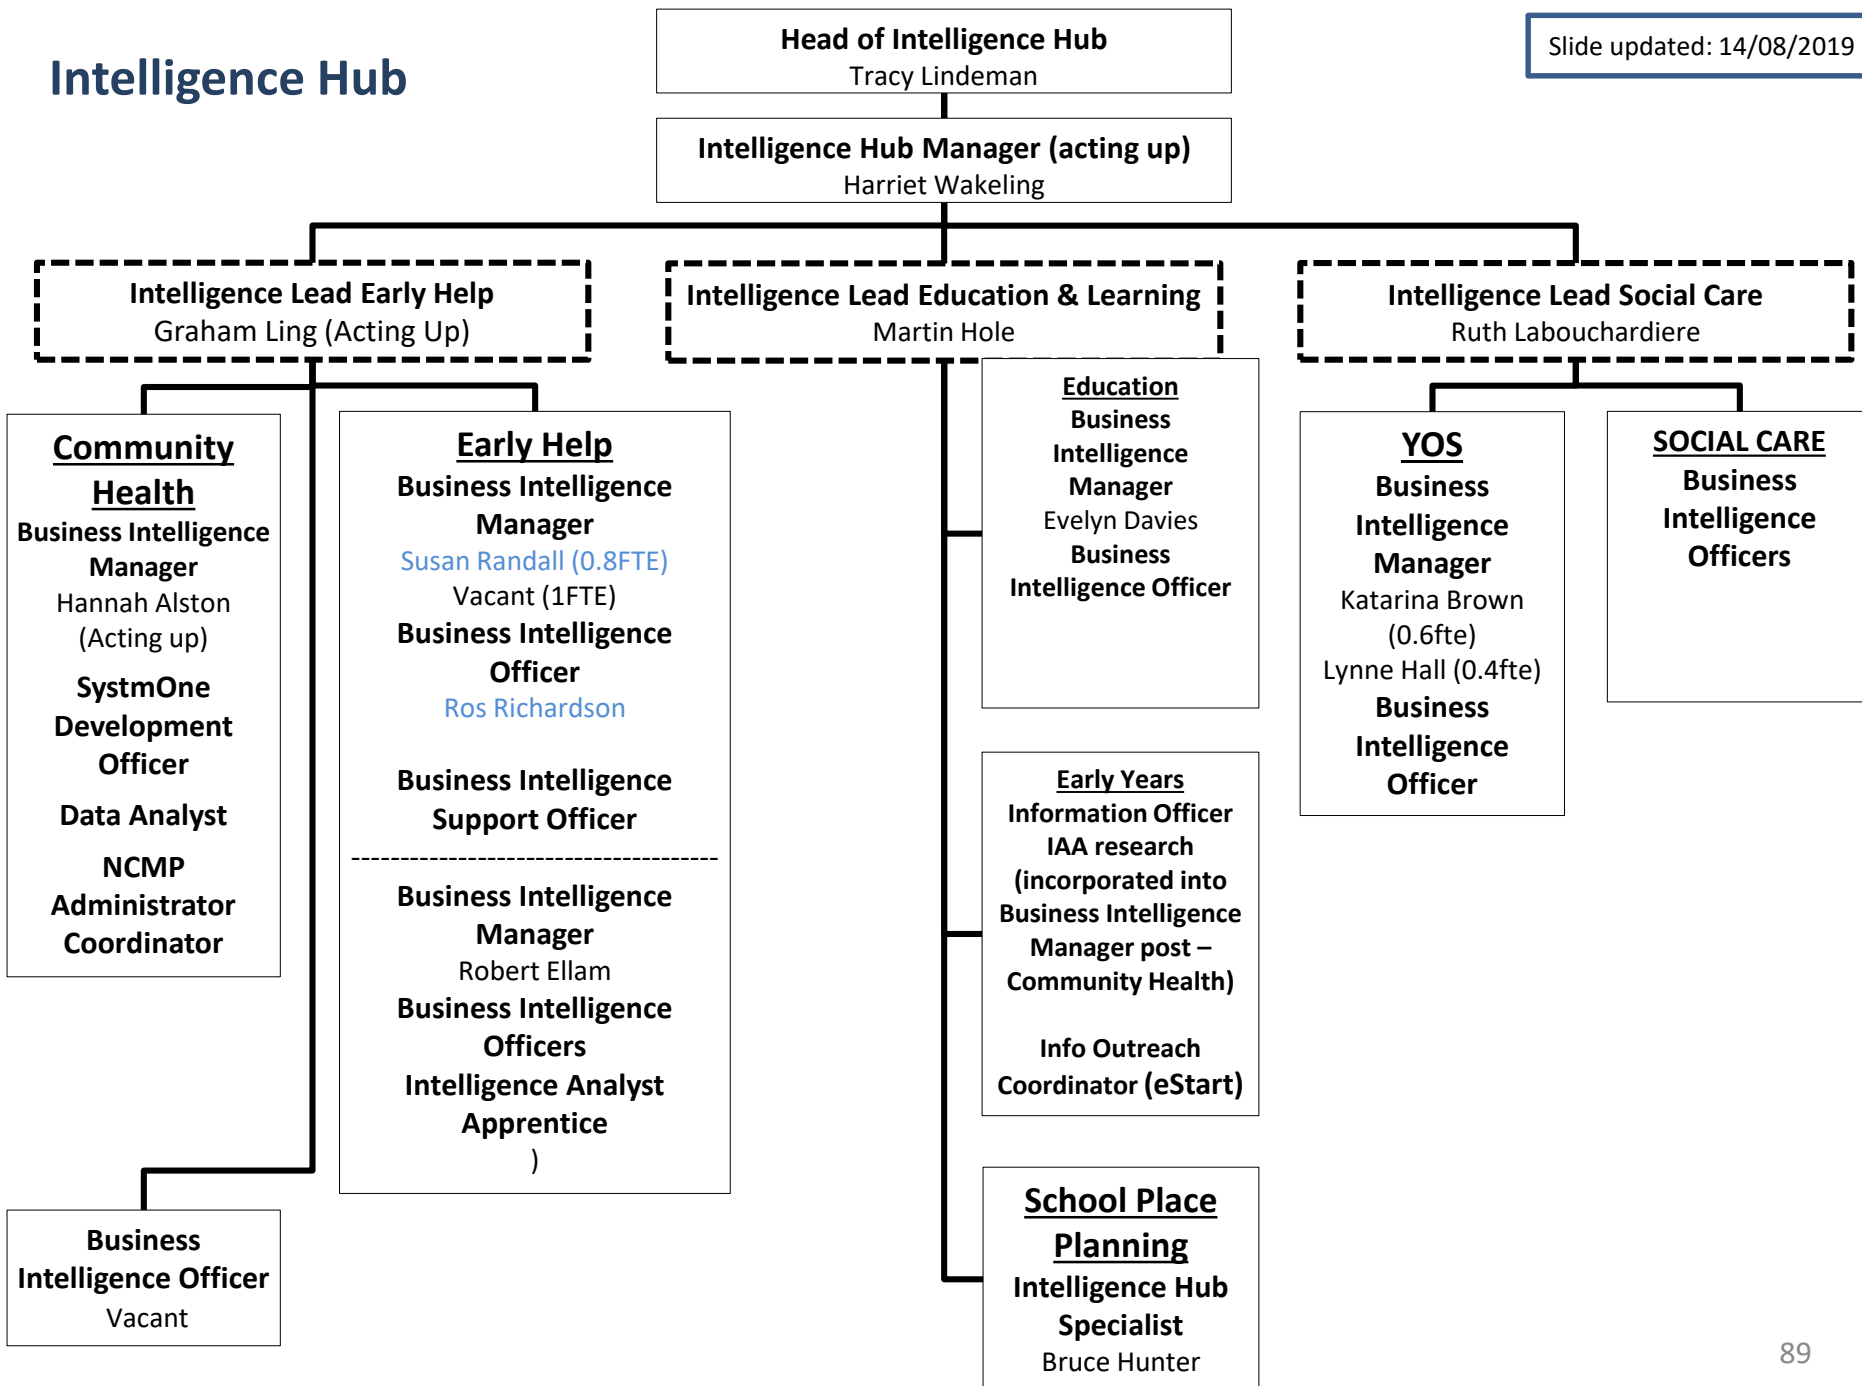 Intelligence Hub
Head of Intelligence Hub
Tracy Lindeman
Slide updated: 14/08/2019
Intelligence Hub Manager (acting up)
Harriet Wakeling
Intelligence Lead Early Help
Graham Ling (Acting Up)
Intelligence Lead Education & Learning
Martin Hole
Intelligence Lead Social Care
Ruth Labouchardiere
Community
Health
Business Intelligence
Manager
Hannah Alston
(Acting up)
SystmOne
Development
Officer
Data Analyst
NCMP
Administrator
Coordinator
Business
Intelligence Officer
Vacant
Early Help
Business Intelligence
Manager
Susan Randall (0.8FTE)
Vacant (1FTE)
Business Intelligence
Officer
Ros Richardson
Business Intelligence
Support Officer
---------------------------------------
Business Intelligence
Manager
Robert Ellam
Business Intelligence
Officers
Intelligence Analyst
Apprentice
)
Education
Business
Intelligence
Manager
Evelyn Davies
Business
Intelligence Officer
Early Years
Information Officer
IAA research
(incorporated into
Business Intelligence
Manager post –
Community Health)
Info Outreach
Coordinator (eStart)
School Place
Planning
Intelligence Hub
Specialist
Bruce Hunter
YOS
Business
Intelligence
Manager
Katarina Brown
(0.6fte)
Lynne Hall (0.4fte)
Business
Intelligence
Officer
SOCIAL CARE
Business
Intelligence
Officers
89